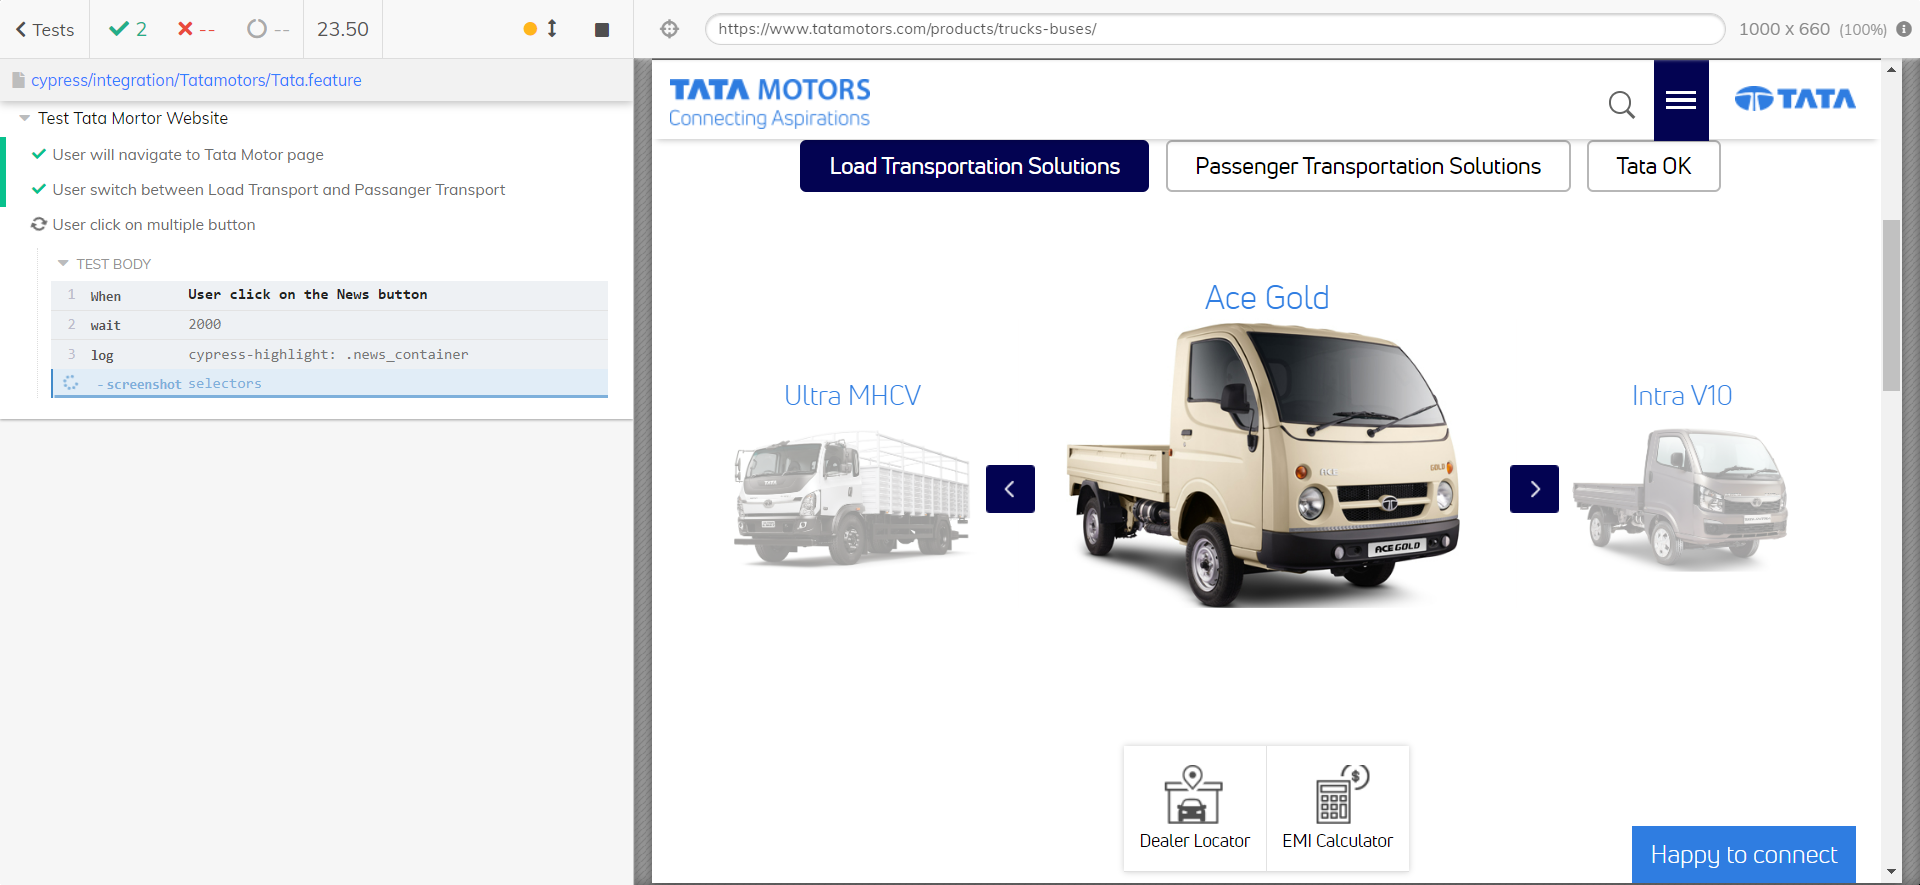 Tests
2
--
--
23.50
https://www.tatamotors.com/products/trucks-buses/
1000 x 660 (100%)
cypress/integration/Tatamotors/Tata.feature
Test Tata Mortor Website
User will navigate to Tata Motor page
User switch between Load Transport and Passanger Transport
User click on multiple button
TEST BODY
1 When User click on the News button
2 wait 2000
3 log cypress-highlight: .news_container
-screenshot selectors
TATA MOTORS
Connecting Aspirations
TATA
Load Transportation Solutions
Passenger Transportation Solutions
Tata OK
Ace Gold
Ultra MHCV
Intra V10
ACE
GOLD
ACE GOLD
Dealer Locator
EMI Calculator
Happy to connect